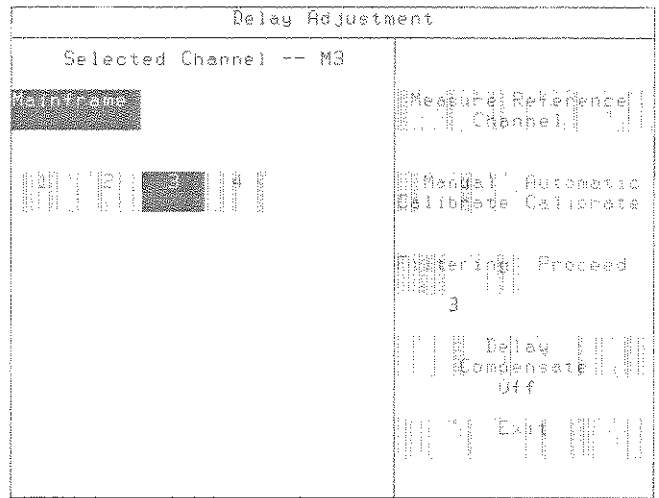 Delay Adjustment
Selected Channel -- M3
Mainframe
1 2 3 4
Measure Reference
Channel
Manual Automatic
Calibrate Calibrate
Proceed
3
Delay
Compensate
Off
Exit